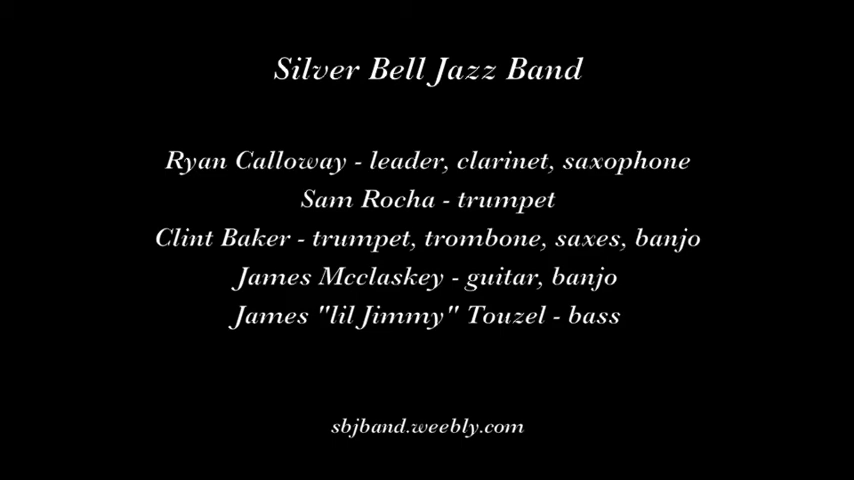 Silver Bell Jazz Band
Ryan Calloway - leader, clarinet, saxophone
Sam Rocha - trumpet
Clint Baker - trumpet, trombone, saxes, banjo
James Mcclaskey - guitar, banjo
James "lil Jimmy" Touzel - bass
sbjband.weebly.com